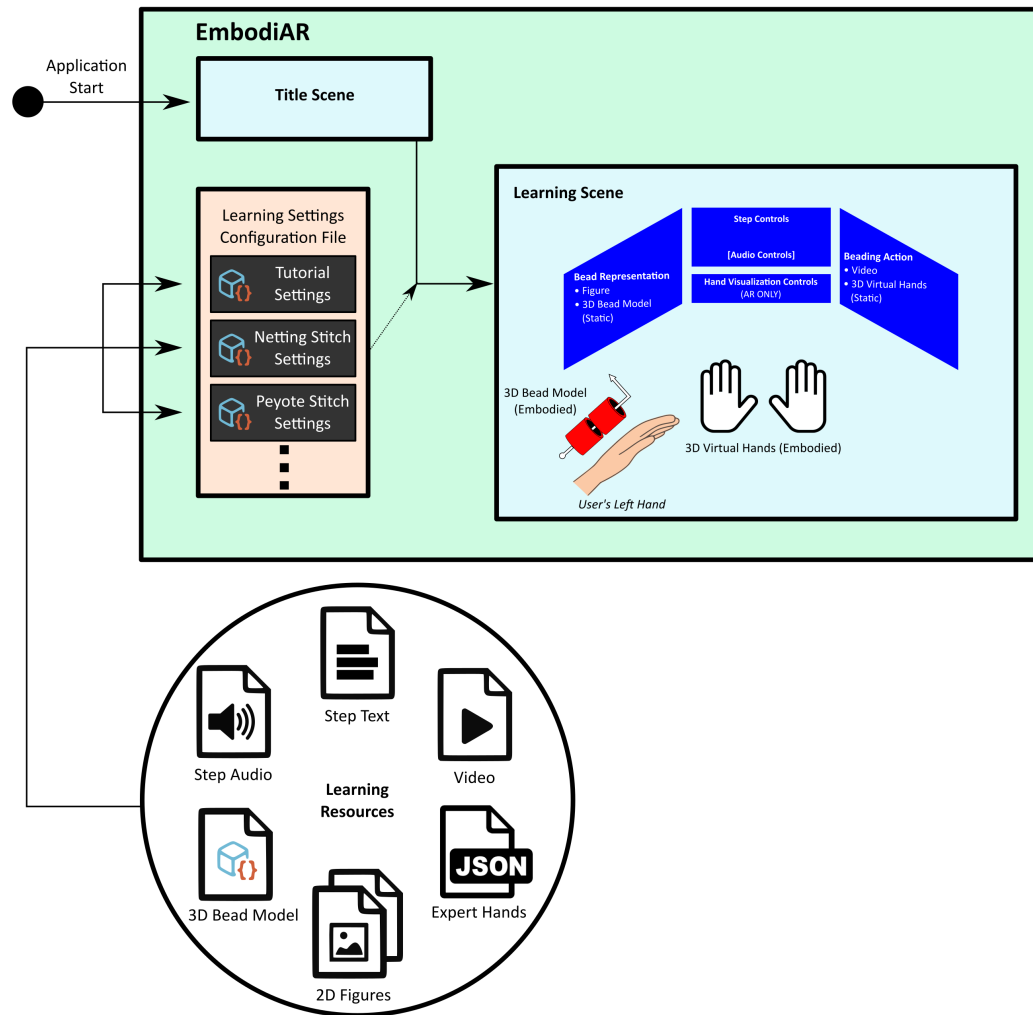 EmbodiAR
Application
Start
Title Scene
Learning Settings
Configuration File
Tutorial
Settings
Netting Stitch
Settings
Peyote Stitch
Settings
Learning Scene
Step Controls
[Audio Controls]
Hand Visualization Controls
(AR ONLY)
Bead Representation
• Figure
• 3D Bead Model
(Static)
Beading Action
• Video
• 3D Virtual Hands
(Static)
3D Bead Model
(Embodied)
User's Left Hand
3D Virtual Hands (Embodied)
Step Text
Step Audio
Video
Learning
Resources
3D Bead Model
JSON
Expert Hands
2D Figures